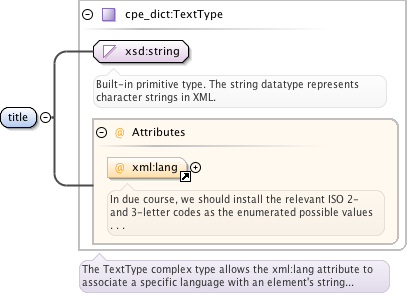 cpe_dict:TextType
xsd:string
Built-in primitive type. The string datatype represents
character strings in XML.
title
@ Attributes
@ xml:lang
In due course, we should install the relevant ISO 2-
and 3-letter codes as the enumerated possible values
. . .
The TextType complex type allows the xml:lang attribute to
associate a specific language with an element's string...